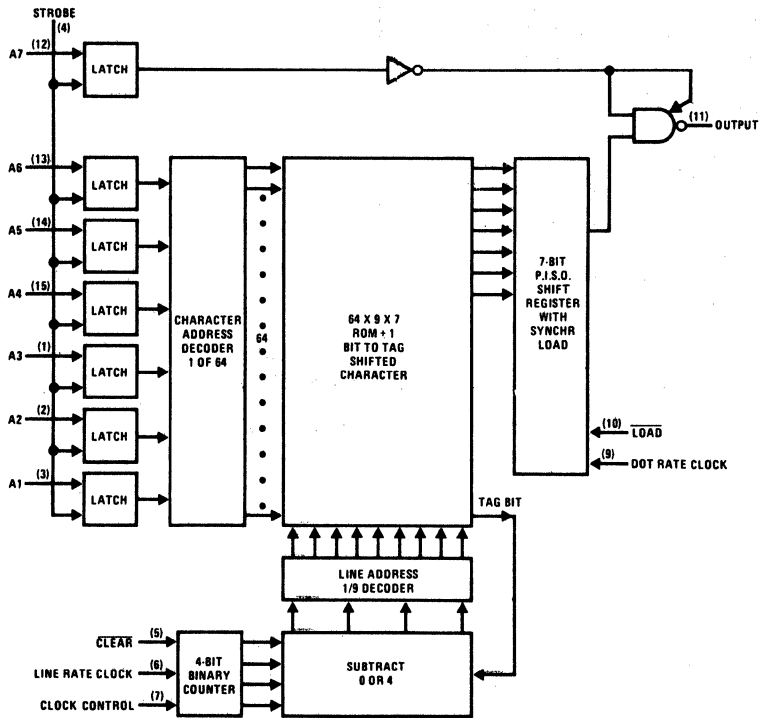 STROBE
(4)
A7 (12)
LATCH
(11) OUTPUT
A6 (13)
LATCH
A5 (14)
LATCH
A4 (15)
LATCH
A3 (1)
LATCH
A2 (2)
LATCH
A1 (3)
LATCH
CHARACTER
ADDRESS
DECODER
1 OF 64
64
64 X 9 X 7
ROM + 1
BIT TO TAG
SHIFTED
CHARACTER
7-BIT
P.I.S.O.
SHIFT
REGISTER
WITH
SYNCHR
LOAD
(10) LOAD
(9) DOT RATE CLOCK
TAG BIT
LINE ADDRESS
1/9 DECODER
CLEAR (5)
LINE RATE CLOCK (6)
CLOCK CONTROL (7)
4-BIT
BINARY
COUNTER
SUBTRACT
0 OR 4